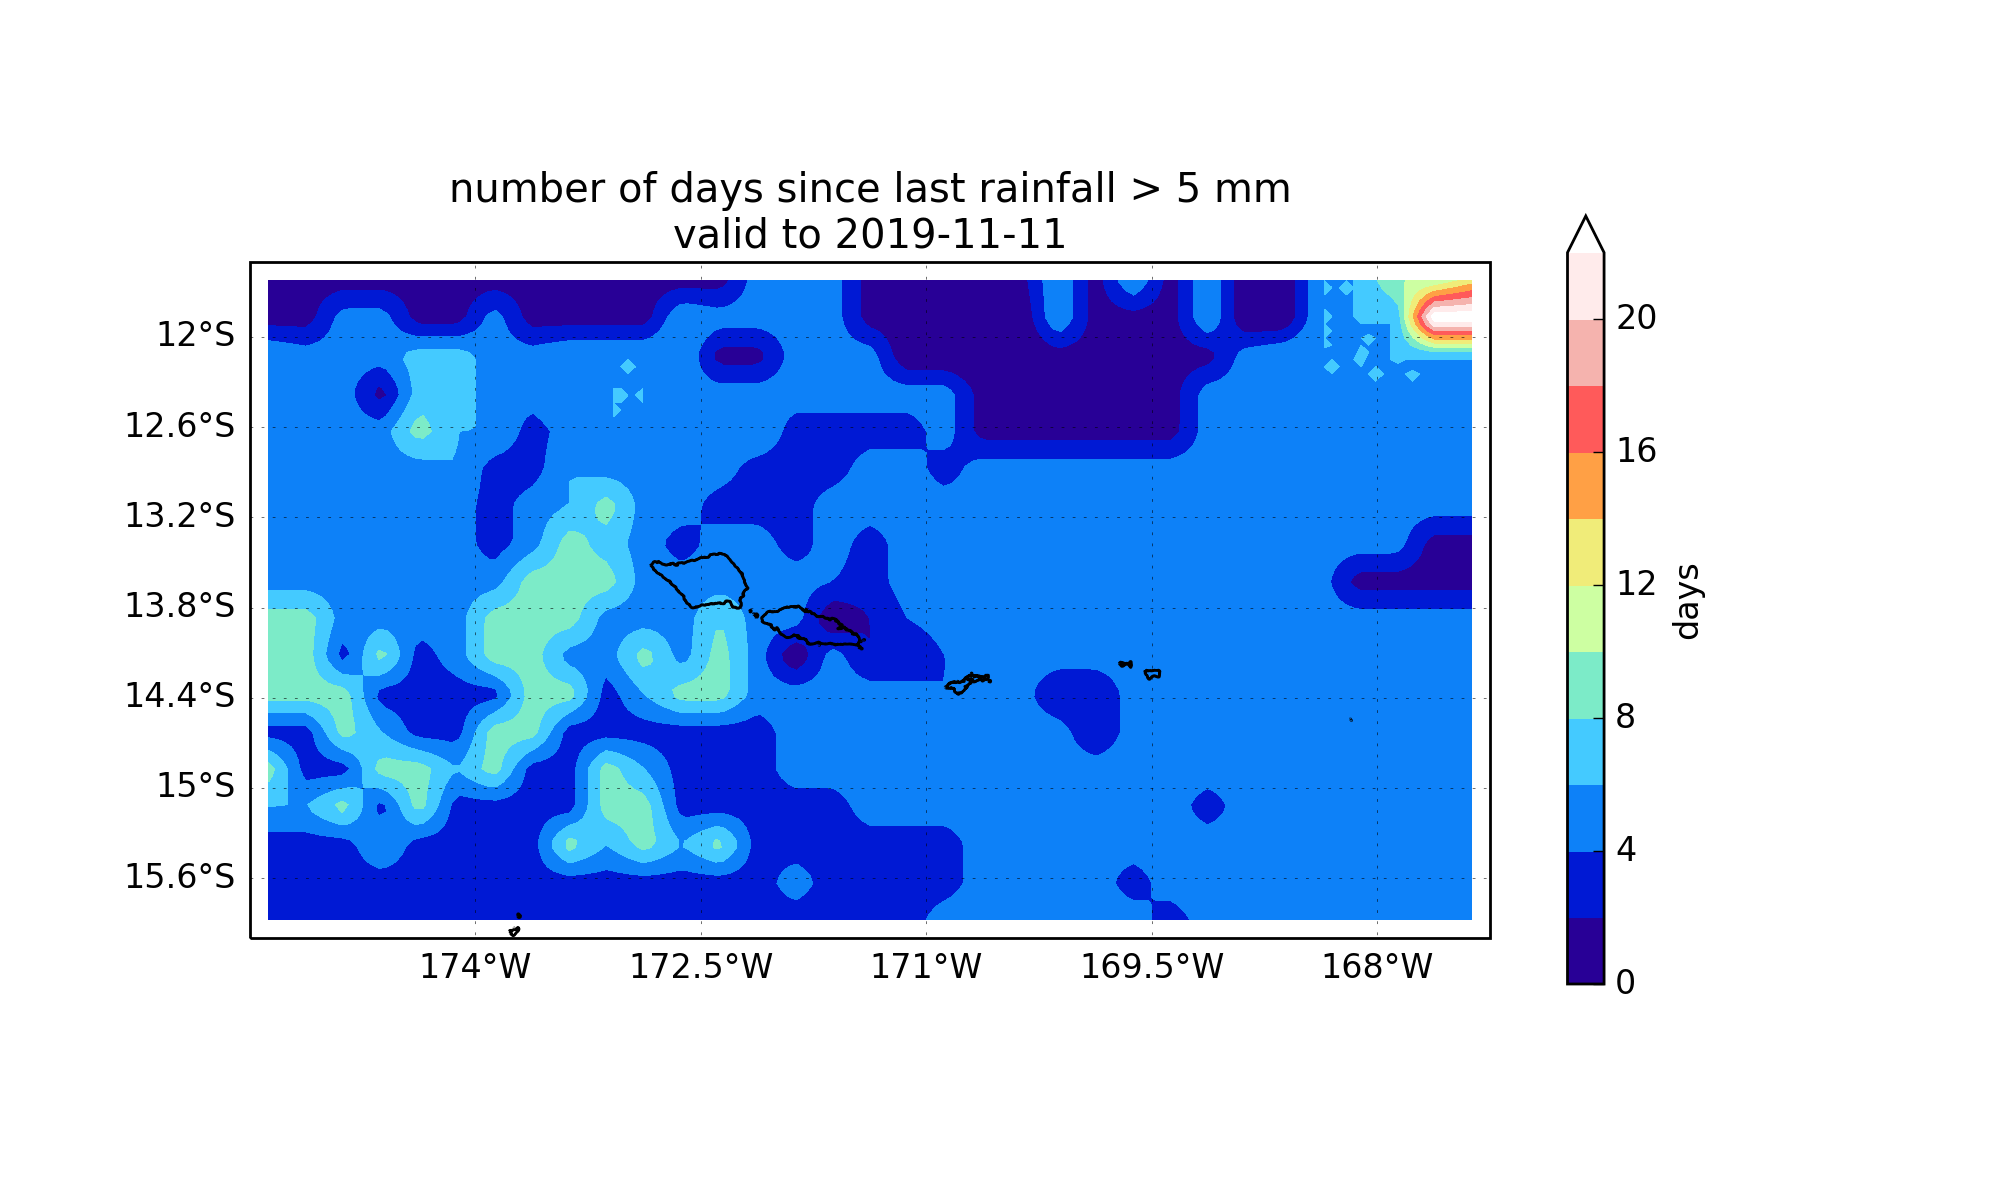 number of days since last rainfall > 5 mm
valid to 2019-11-11
12°S
12.6°S
13.2°S
13.8°S
14.4°S
15°S
15.6°S
174°W 172.5°W 171°W 169.5°W 168°W
20
16
12
8
4
0
days